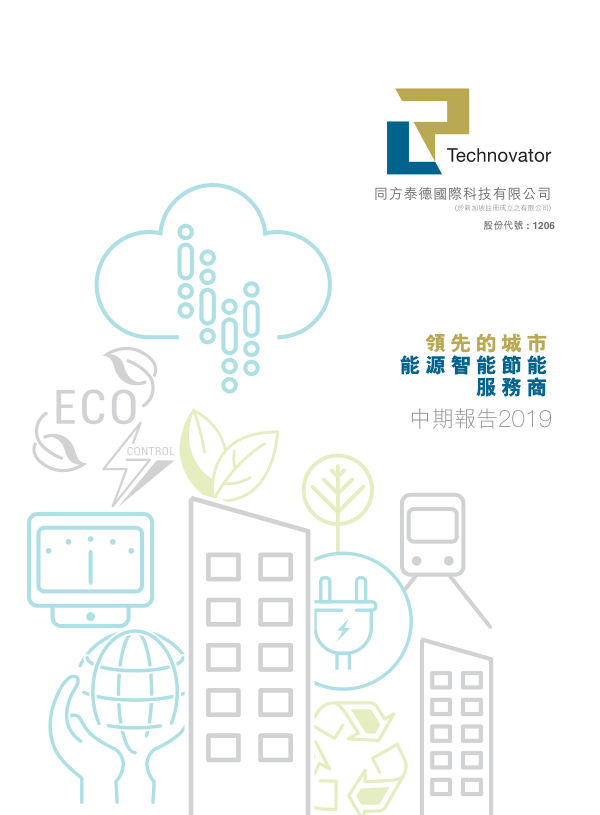 Technovator
同方泰德國際科技有限公司
(於新加坡註冊成立之有限公司)
股份代號：1206
領先的城市
能源智能節能
服務商
中期報告2019
ECO
CONTROL